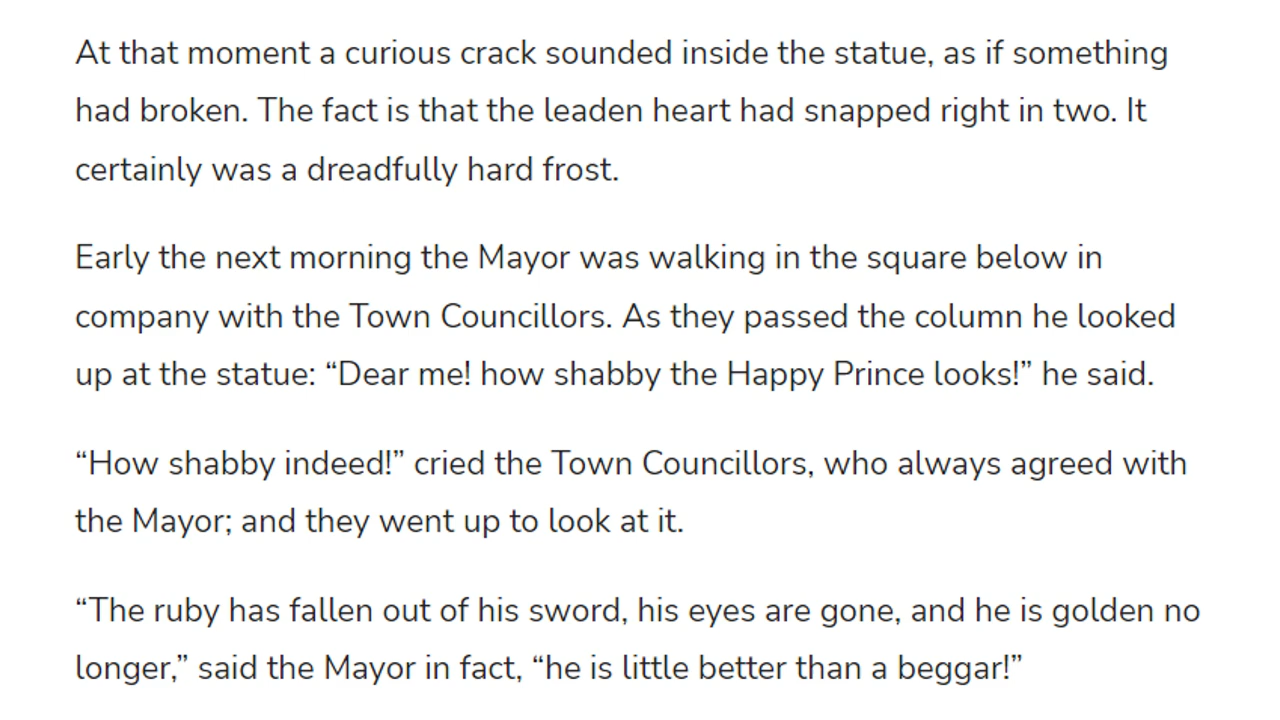 At that moment a curious crack sounded inside the statue, as if something
had broken. The fact is that the leaden heart had snapped right in two. It
certainly was a dreadfully hard frost.
Early the next morning the Mayor was walking in the square below in
company with the Town Councillors. As they passed the column he looked
up at the statue: “Dear me! how shabby the Happy Prince looks!” he said.
“How shabby indeed!” cried the Town Councillors, who always agreed with
the Mayor; and they went up to look at it.
“The ruby has fallen out of his sword, his eyes are gone, and he is golden no
longer,” said the Mayor in fact, “he is little better than a beggar!”